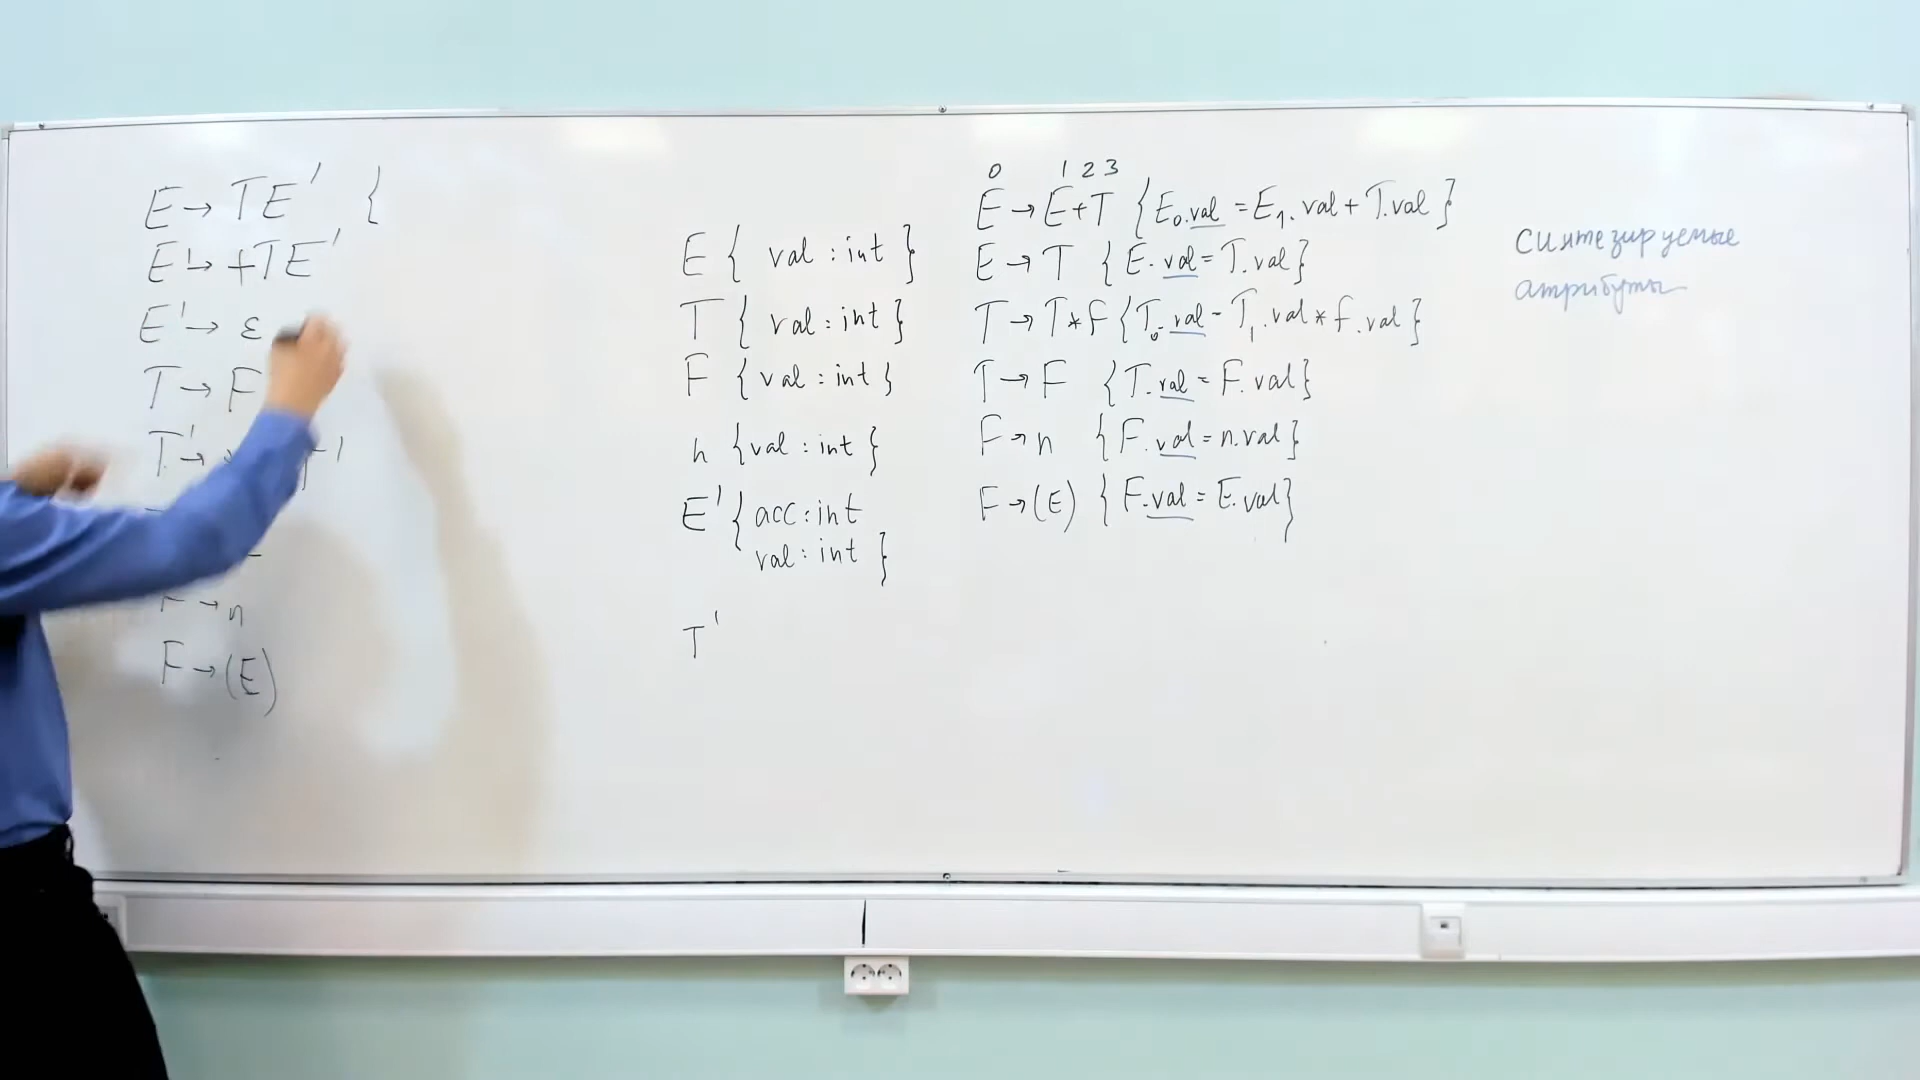 E → TE' {
E' → +TE'
E' → ε
T → F
T' →
F → n
F → (E)
E { val : int }
T { val : int }
F { val : int }
n { val : int }
E' { acc : int
val : int }
T'
0 1 2 3
E → E+T { E₀.val = E₁.val + T.val }
E → T { E.val = T.val }
T → T*F { T₀.val = T₁.val * F.val }
T → F { T.val = F.val }
F → n { F.val = n.val }
F → (E) { F.val = E.val }
синтезируемые
атрибуты